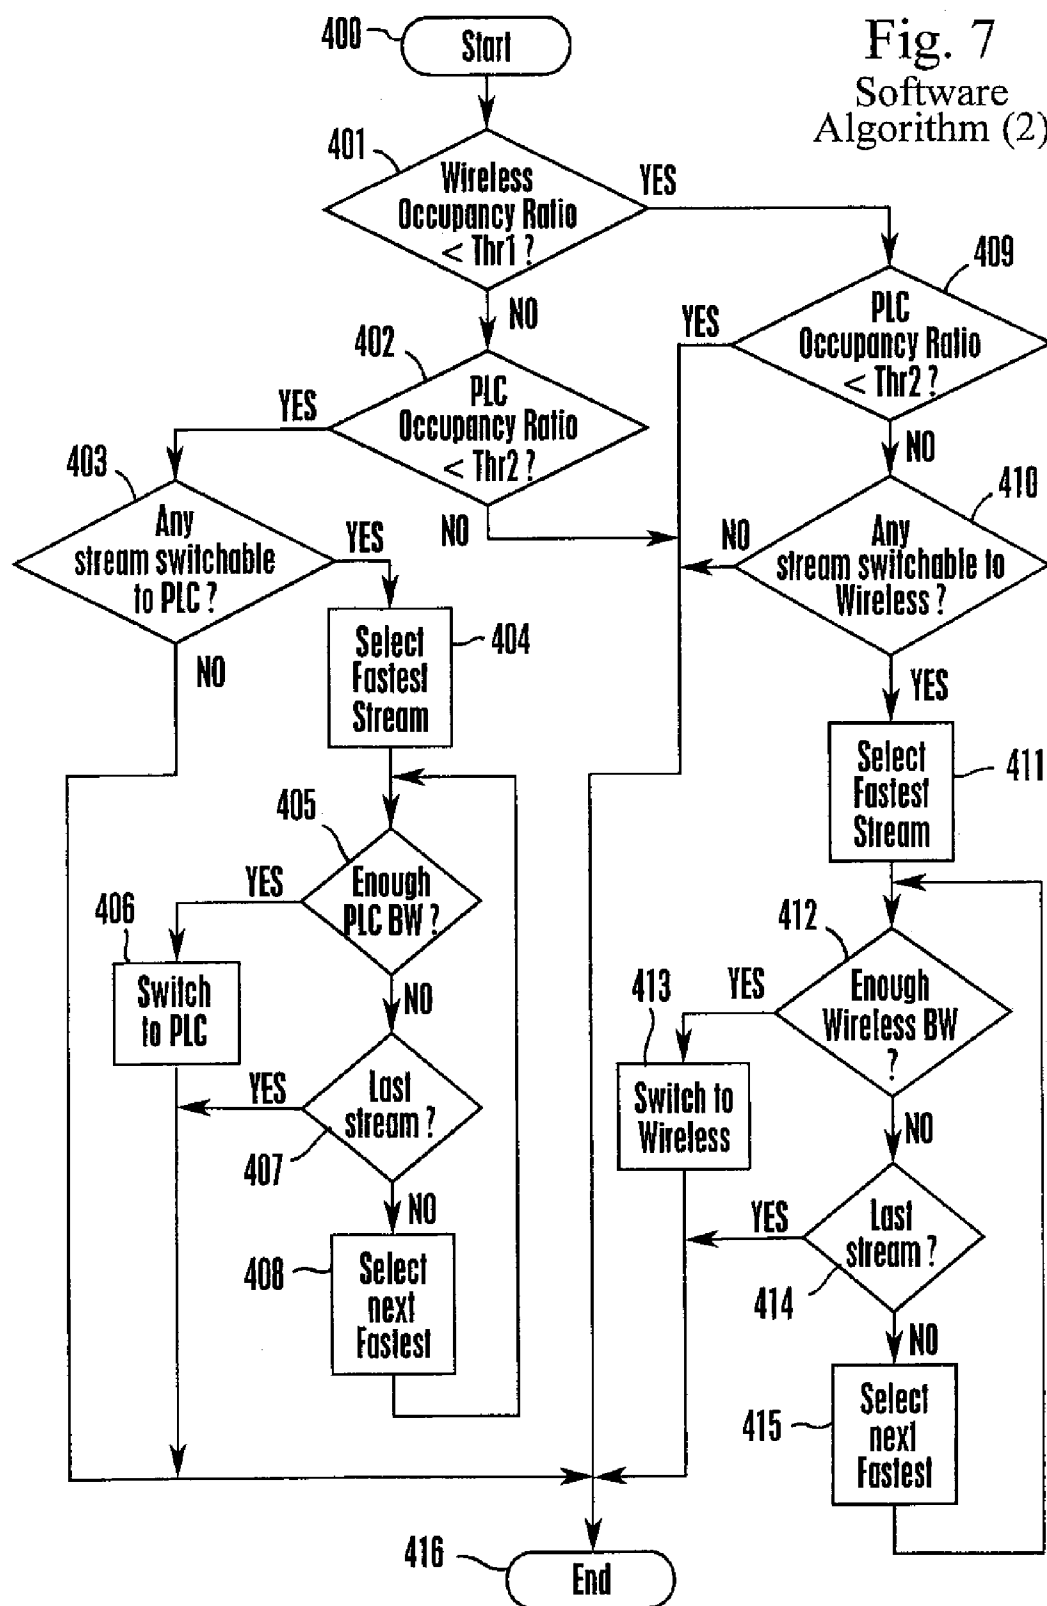 Fig. 7
Software
Algorithm (2)
400
Start
401
Wireless
Occupancy Ratio
< Thr1 ?
YES
NO
409
PLC
Occupancy Ratio
< Thr2 ?
YES
NO
402
PLC
Occupancy Ratio
< Thr2 ?
YES
NO
403
Any
stream switchable
to PLC ?
YES
NO
410
Any
stream switchable to
Wireless ?
NO
YES
404
Select
Fastest
Stream
411
Select
Fastest
Stream
405
Enough
PLC BW ?
YES
NO
406
Switch
to PLC
412
Enough
Wireless BW
?
YES
NO
413
Switch to
Wireless
Last
stream ?
407
YES
NO
Last
stream ?
414
YES
NO
408
Select
next
Fastest
415
Select
next
Fastest
416
End